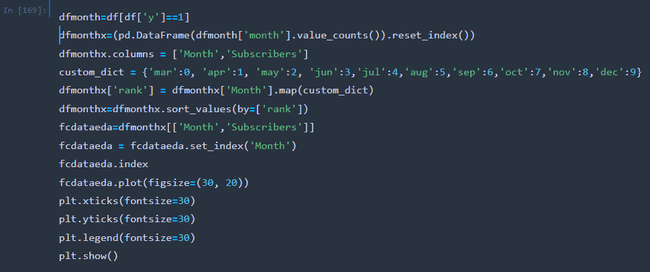 In [169]:
dfmonth=df[df['y']==1]
dfmonthx=(pd.DataFrame(dfmonth['month'].value_counts()).reset_index())
dfmonthx.columns = ['Month','Subscribers']
custom_dict = {'mar':0, 'apr':1, 'may':2, 'jun':3,'jul':4,'aug':5,'sep':6,'oct':7,'nov':8,'dec':9}
dfmonthx['rank'] = dfmonthx['Month'].map(custom_dict)
dfmonthx=dfmonthx.sort_values(by=['rank'])
fcdataeda=dfmonthx[['Month','Subscribers']]
fcdataeda = fcdataeda.set_index('Month')
fcdataeda.index
fcdataeda.plot(figsize=(30, 20))
plt.xticks(fontsize=30)
plt.yticks(fontsize=30)
plt.legend(fontsize=30)
plt.show()